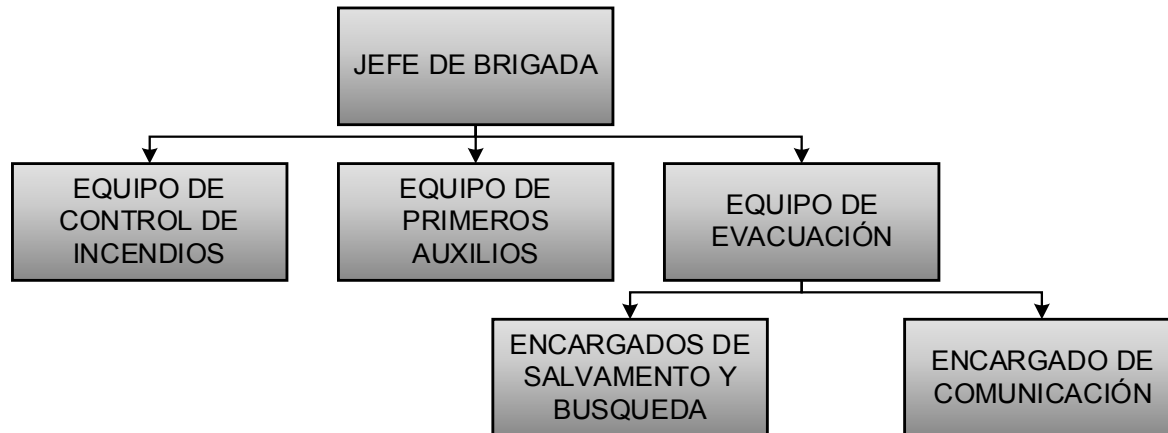 JEFE DE BRIGADA
EQUIPO DE
CONTROL DE
INCENDIOS
EQUIPO DE
PRIMEROS
AUXILIOS
EQUIPO DE
EVACUACIÓN
ENCARGADOS DE
SALVAMENTO Y
BUSQUEDA
ENCARGADO DE
COMUNICACIÓN